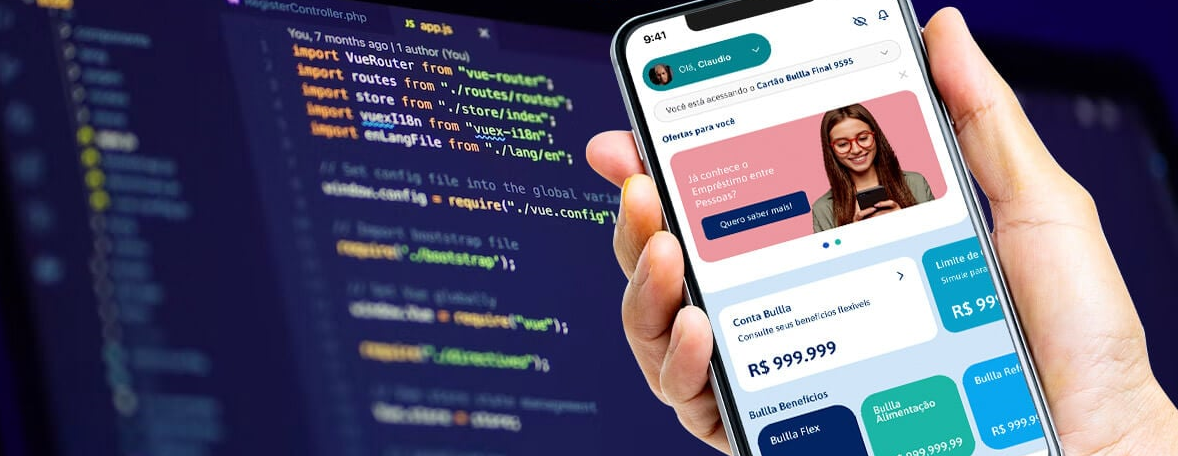 RegisterController.php
JS app.js
You, 7 months ago | 1 author (You)
import VueRouter from "vue-router";
import routes from "./routes/routes";
import store from "./store/index";
import vuexI18n from "vuex-i18n";
import enLangFile from "./lang/en";
// Set config file into the global varia
window.config = require("./vue.config")
// Import bootstrap file
require('./bootstrap');
// Set Vue globally
window.Vue = require("vue");
require("./directives");
9:41
Olá, Claudio
Você está acessando o Cartão Bullla Final 9595
Ofertas para você
Já conhece o
Empréstimo entre
Pessoas?
Quero saber mais!
Conta Bullla
Consulte seus benefícios flexíveis
R$ 999.999
Limite de
Simule para
R$ 99
Bullla Benefícios
Bullla Flex
Bullla
Alimentação
999,999,99
Bullla Ref
R$ 999.9